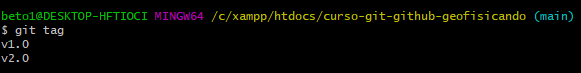 beto1@DESKTOP-HFTIOCI MINGW64 /c/xampp/htdocs/curso-git-github-geofisicando (main)
$ git tag
v1.0
v2.0